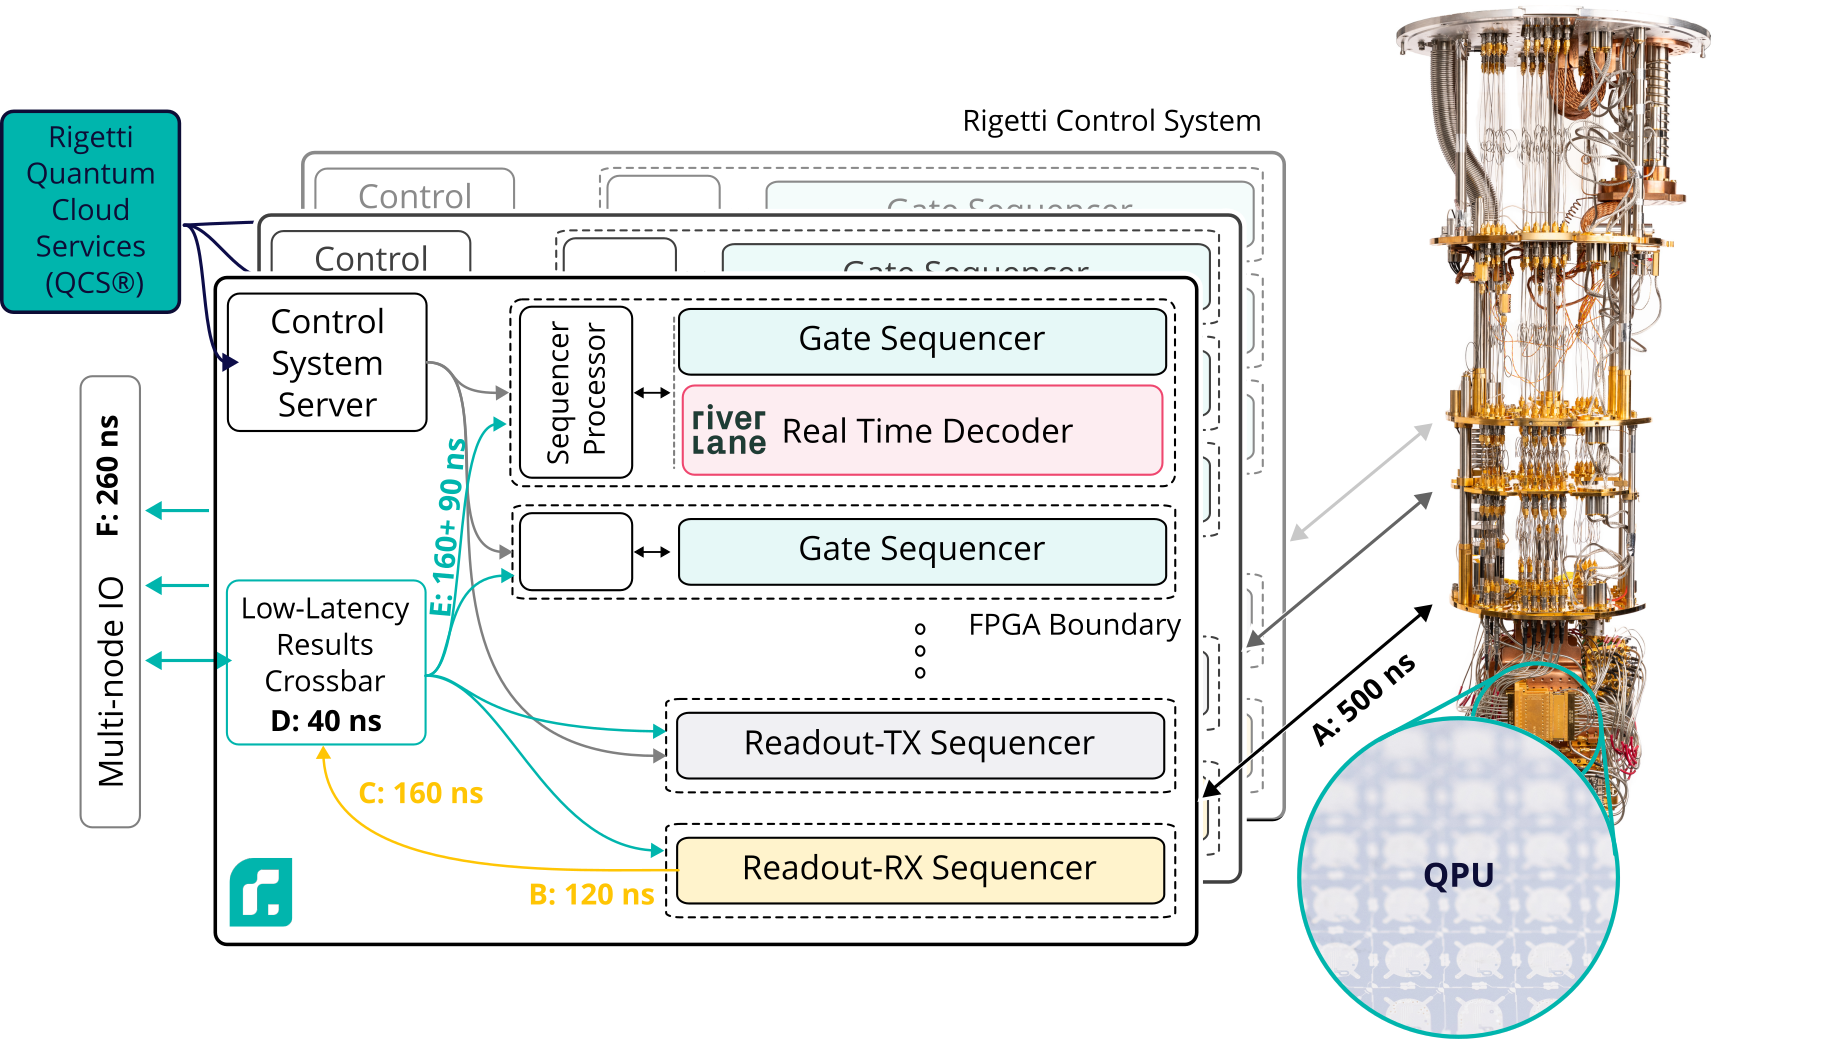 Rigetti Control System
Rigetti
Quantum
Cloud
Services
(QCS®)
Control
Gate Sequencer
Control
Gate Sequencer
Control
System
Server
Sequencer
Processor
Gate Sequencer
river
Lane
Real Time Decoder
Gate Sequencer
FPGA Boundary
E: 160+ 90 ns
Multi-node IO F: 260 ns
Low-Latency
Results
Crossbar
D: 40 ns
Readout-TX Sequencer
C: 160 ns
Readout-RX Sequencer
B: 120 ns
r.
A: 500 ns
QPU